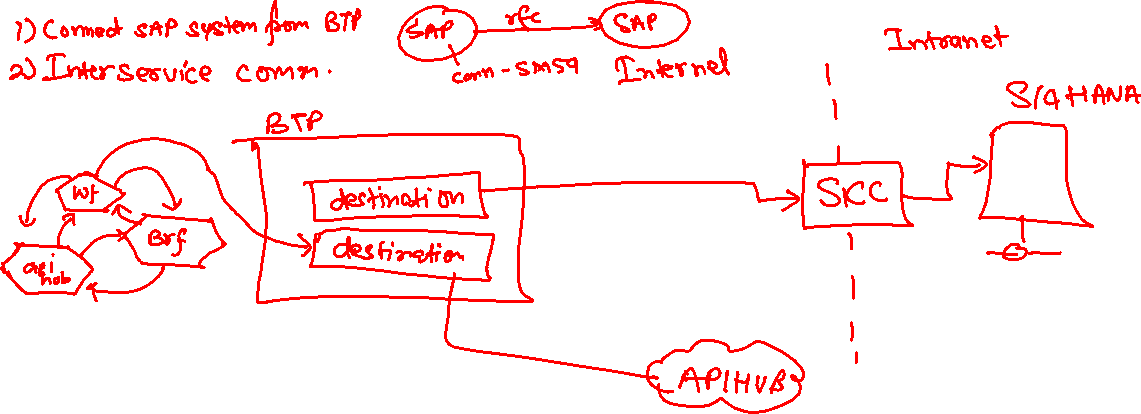 1) Connect SAP system from BTP
2) Interservice comm.
SAP
rfc
SAP
conn - SM59
Internet
Intranet
S/4 HANA
BTP
destination
destination
SCC
Wf
Brf
api hub
APIHUB